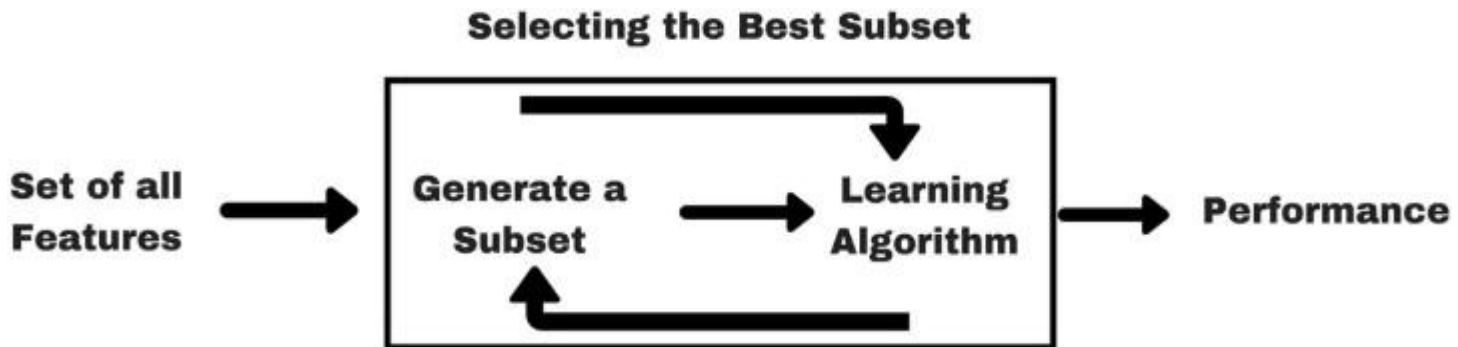 Selecting the Best Subset
Set of all
Features
Generate a
Subset
Learning
Algorithm
Performance